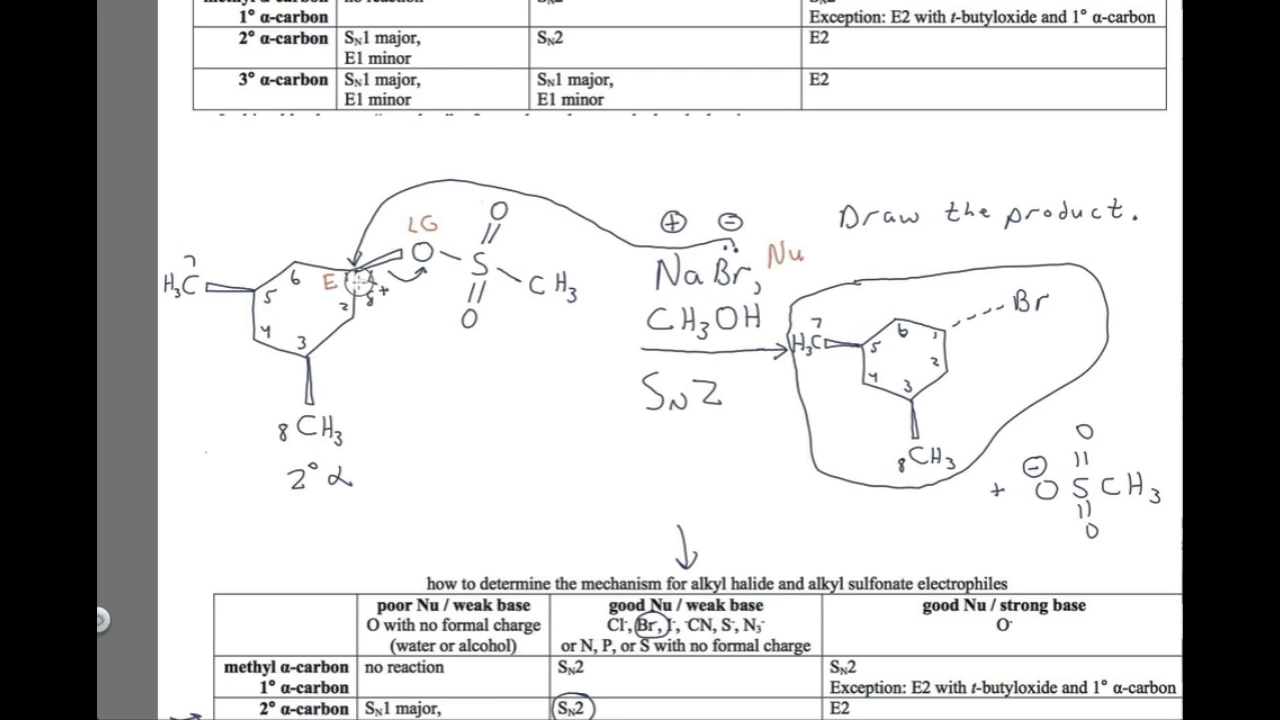 1° α-carbon
Exception: E2 with t-butyloxide and 1° α-carbon
2° α-carbon SN1 major, SN2 E2
E1 minor
3° α-carbon SN1 major, SN1 major, E2
E1 minor E1 minor
Draw the product.
LG O
⊕ ⊖
H3C 7 5 6 E 1 δ+ O S CH3
NaBr, Nu
4 3 2 O
CH3OH
8 CH3
SN2
2° α
H3C 7 5 6 1 Br
4 3 2
8 CH3
+ ⊖ O S CH3
O
O
how to determine the mechanism for alkyl halide and alkyl sulfonate electrophiles
poor Nu / weak base good Nu / weak base good Nu / strong base
O with no formal charge Cl-, Br-, I-, -CN, S-, N3- O-
(water or alcohol) or N, P, or S with no formal charge
methyl α-carbon no reaction SN2 SN2
1° α-carbon Exception: E2 with t-butyloxide and 1° α-carbon
2° α-carbon SN1 major, SN2 E2